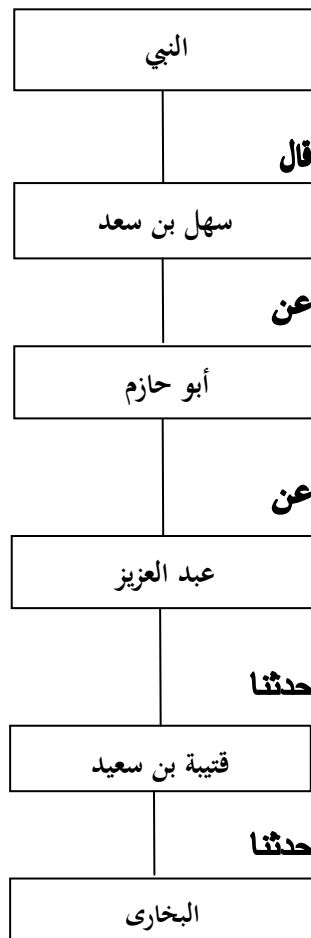 النبي
قال
سهل بن سعد
عن
أبو حازم
عن
عبد العزيز
حدثنا
قتيبة بن سعيد
حدثنا
البخارى